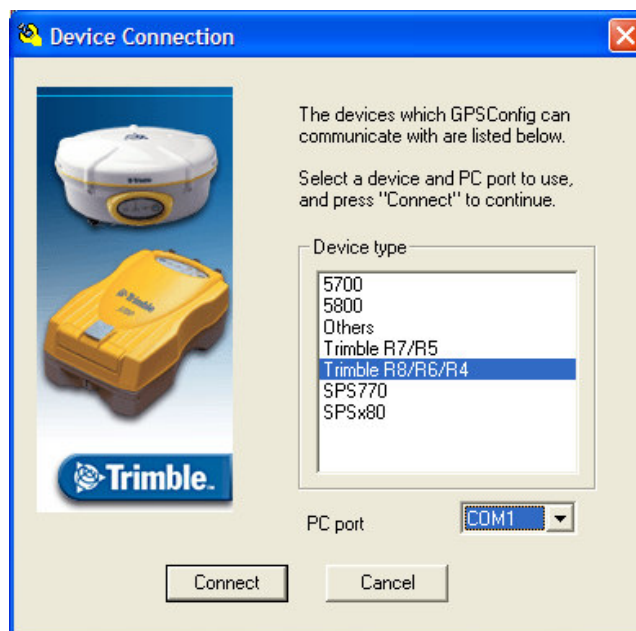 Device Connection
The devices which GPSConfig can
communicate with are listed below.
Select a device and PC port to use,
and press "Connect" to continue.
Device type
5700
5800
Others
Trimble R7/R5
Trimble R8/R6/R4
SPS770
SPSx80
Trimble
Trimble.
PC port
COM1
Connect
Cancel